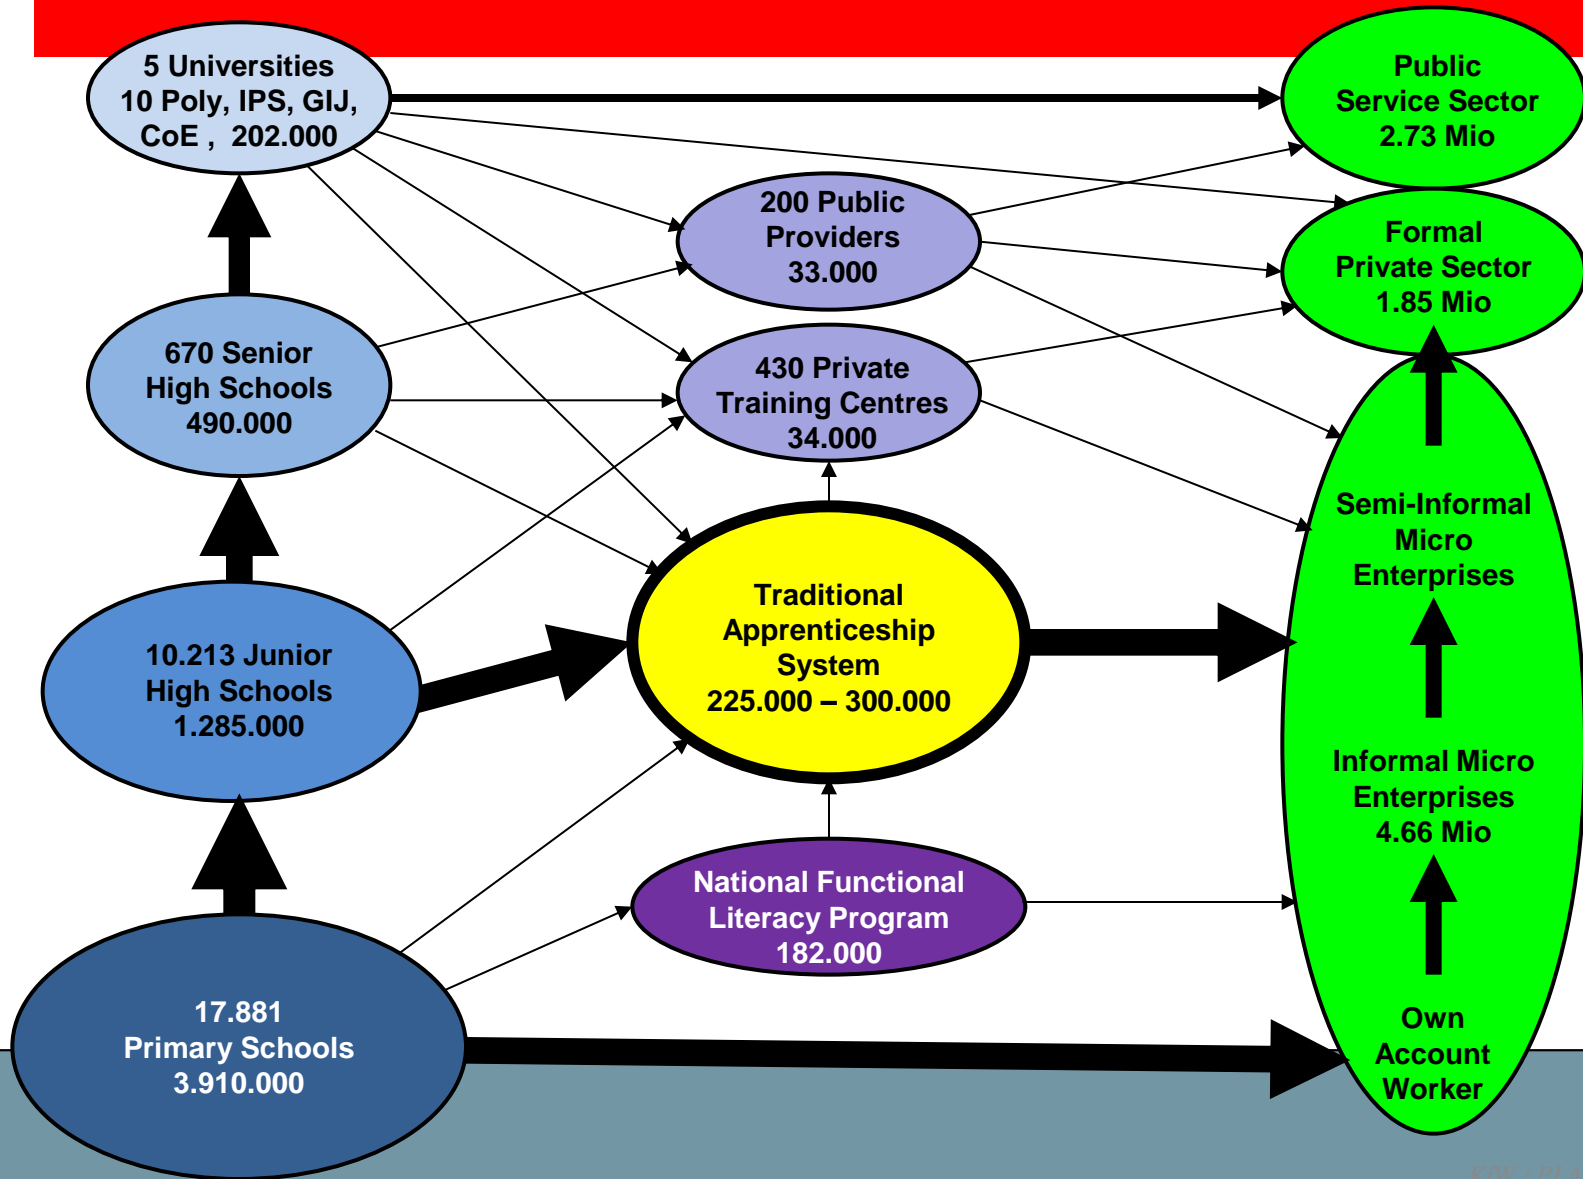 5 Universities
10 Poly, IPS, GIJ,
CoE , 202.000
Public
Service Sector
2.73 Mio
200 Public
Providers
33.000
Formal
Private Sector
1.85 Mio
670 Senior
High Schools
490.000
430 Private
Training Centres
34.000
Semi-Informal
Micro
Enterprises
Traditional
Apprenticeship
System
225.000 – 300.000
10.213 Junior
High Schools
1.285.000
Informal Micro
Enterprises
4.66 Mio
National Functional
Literacy Program
182.000
17.881
Primary Schools
3.910.000
Own
Account
Worker